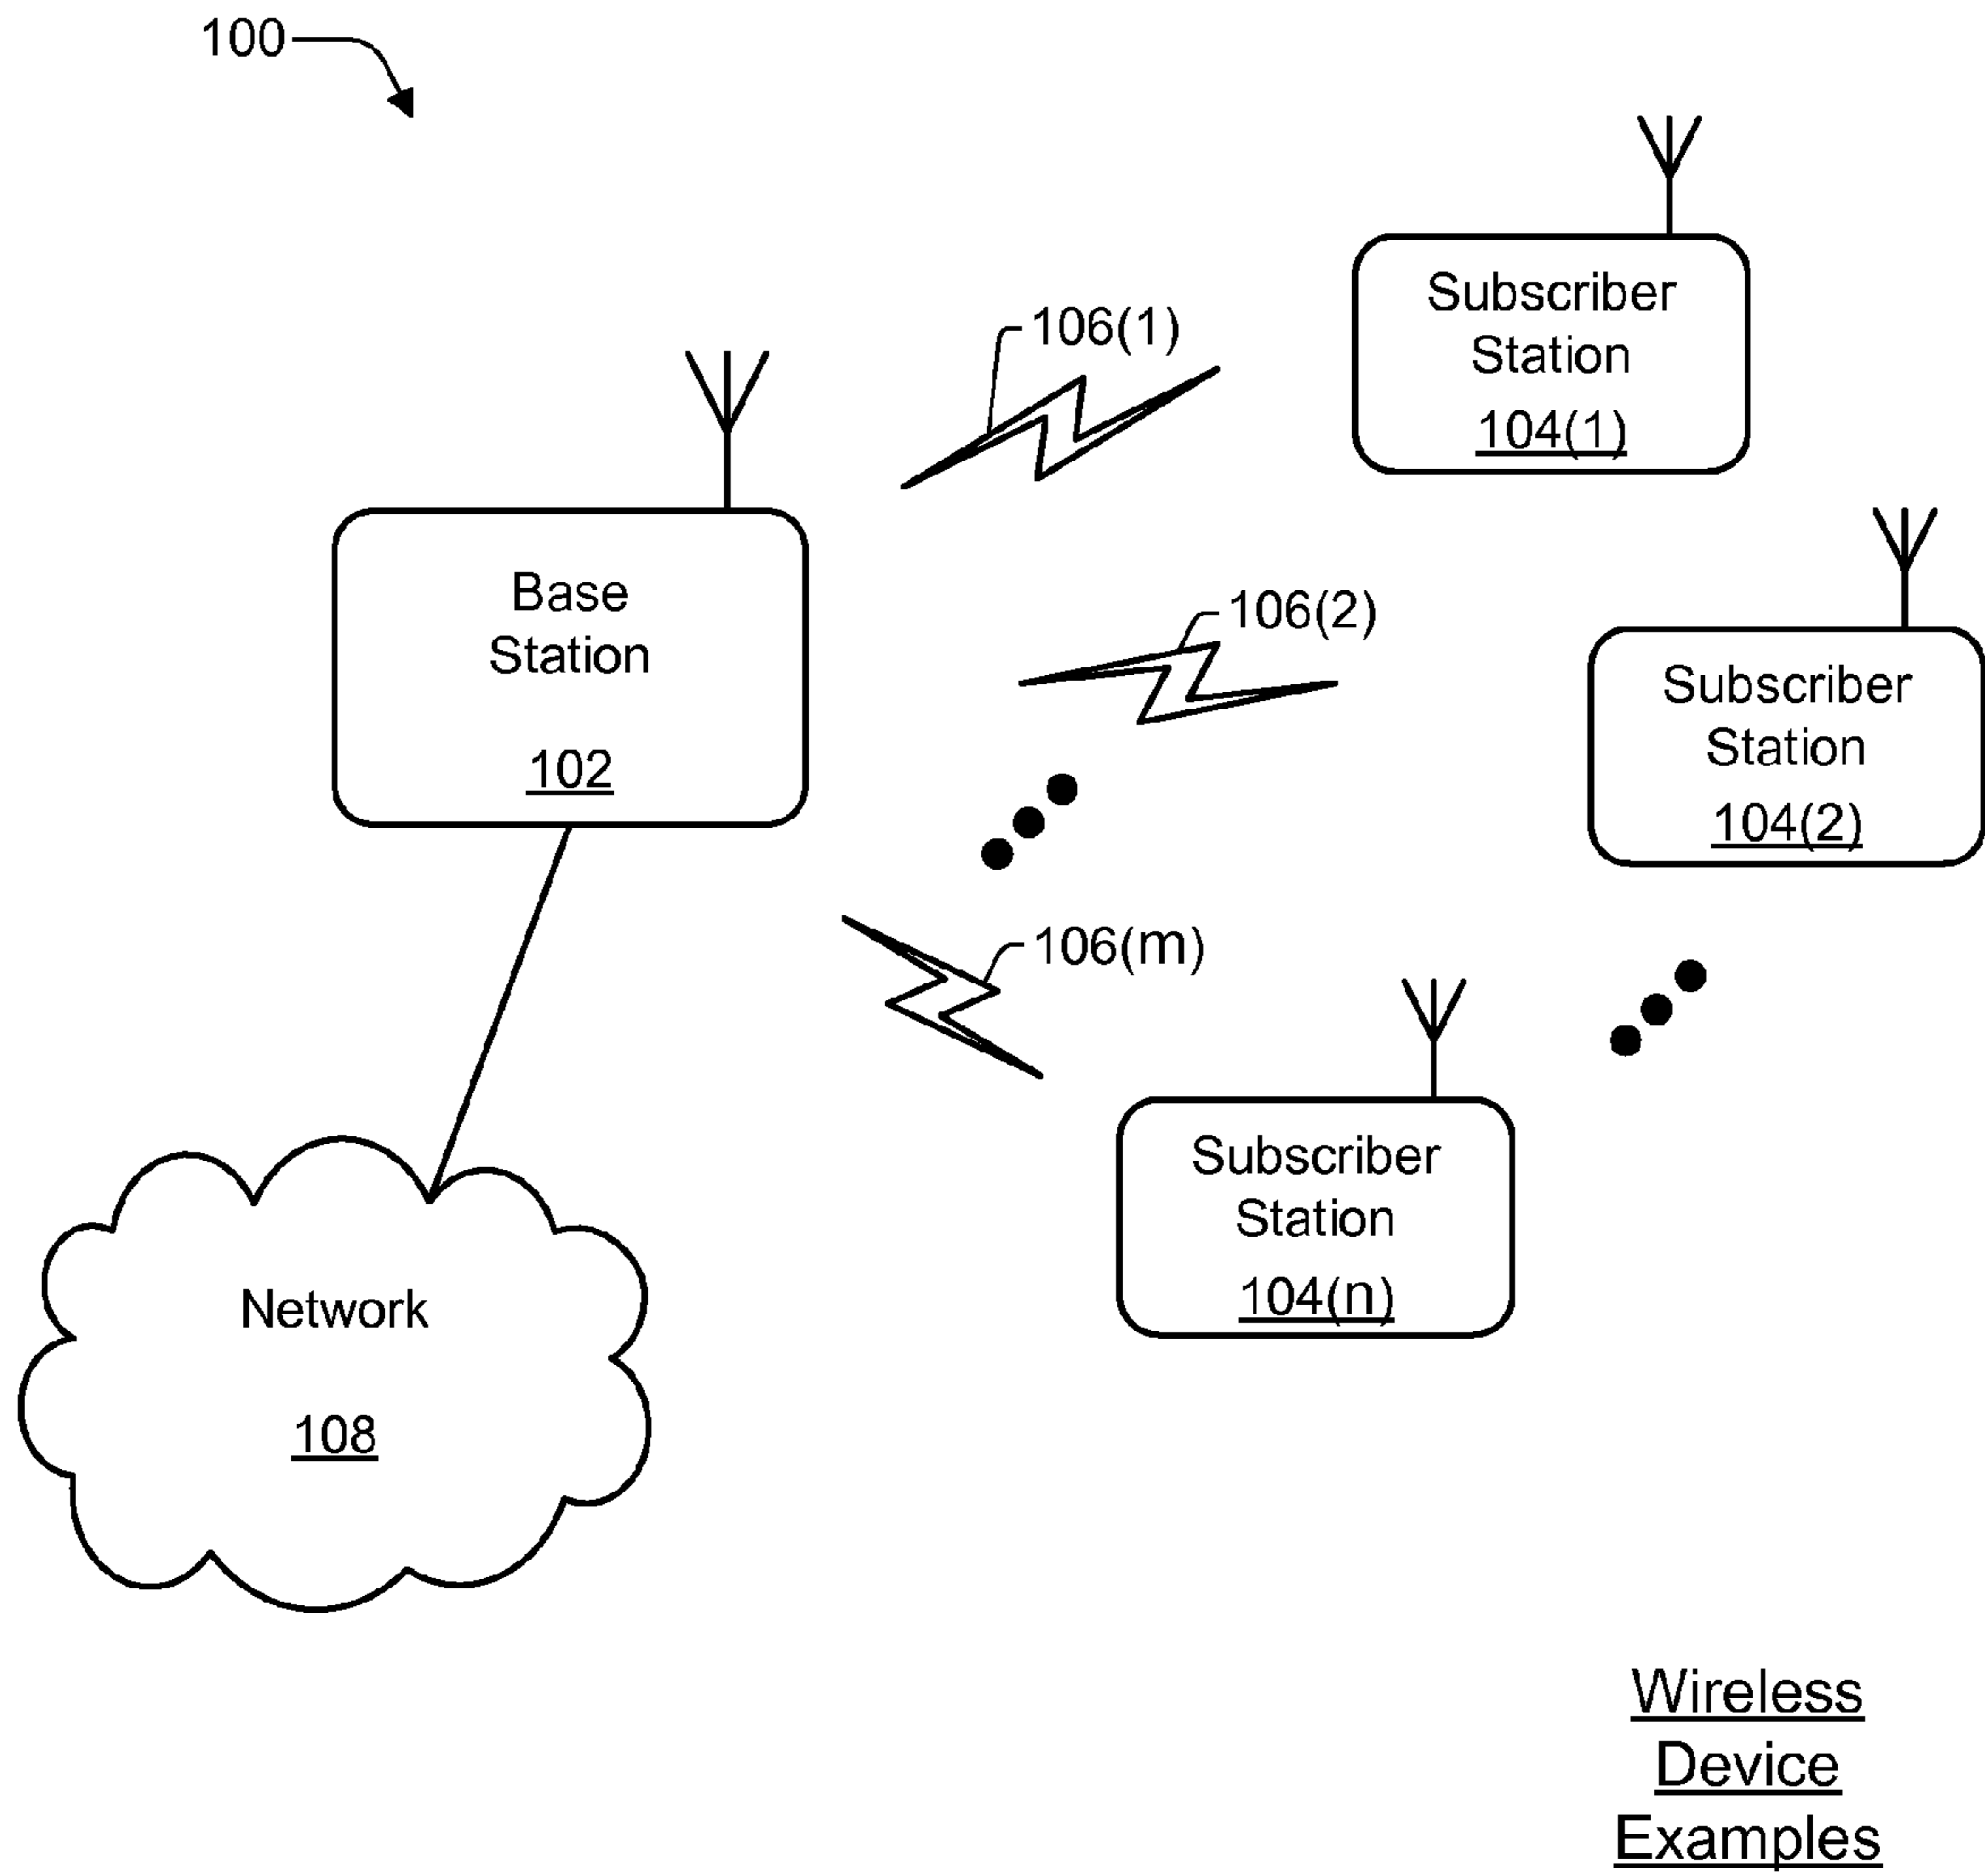 100
106(1)
Subscriber
Station
104(1)
Base
Station
102
106(2)
Subscriber
Station
104(2)
106(m)
Subscriber
Station
104(n)
Network
108
Wireless
Device
Examples